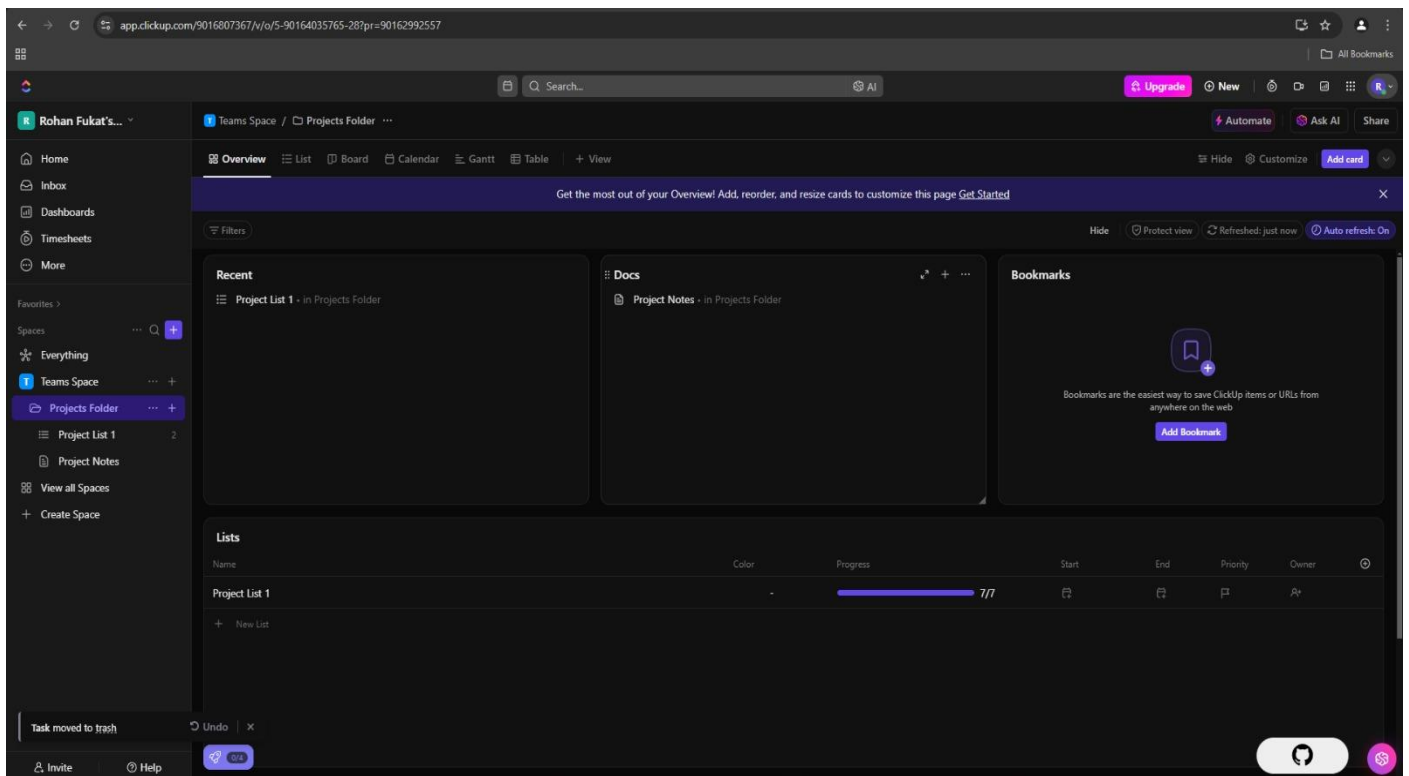 app.clickup.com/9016807367/v/o/5-90164035765-28?pr=90162992557
All Bookmarks
Search...
AI
Upgrade
New
R
R Rohan Fukat's...
T Teams Space / Projects Folder ...
Automate
Ask AI
Share
Home
Inbox
Dashboards
Timesheets
More
Favorites >
Spaces
Everything
T Teams Space
Projects Folder
Project List 1 2
Project Notes
View all Spaces
+ Create Space
Overview List Board Calendar Gantt Table + View
Hide Customize Add card
Get the most out of your Overview! Add, reorder, and resize cards to customize this page Get Started
Filters
Hide Protect view Refreshed: just now Auto refresh: On
Recent
Project List 1 • in Projects Folder
Docs
Project Notes • in Projects Folder
Bookmarks
Bookmarks are the easiest way to save ClickUp items or URLs from
anywhere on the web
Add Bookmark
Lists
Name Color Progress Start End Priority Owner
Project List 1 - 7/7
+ New List
Task moved to trash Undo
0/4
Invite Help